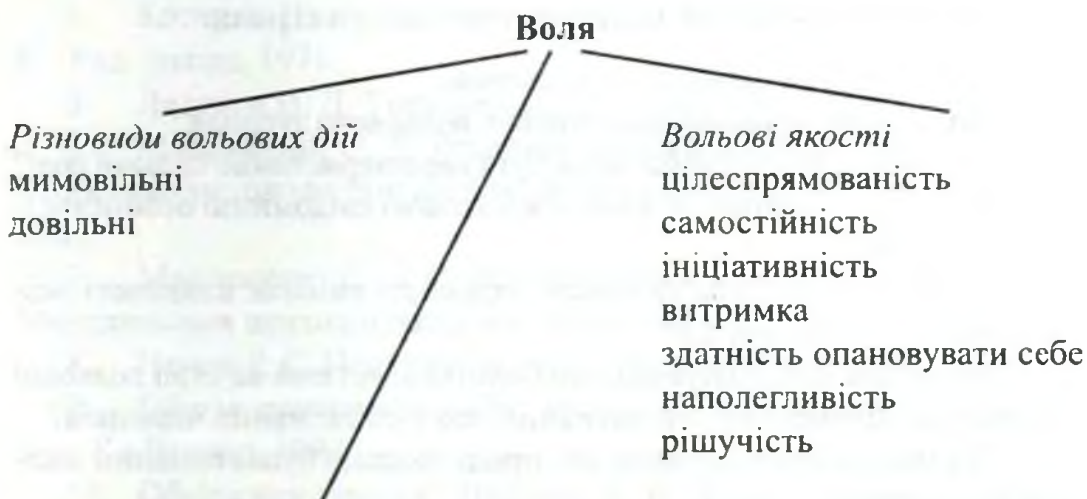 Воля
Різновиди вольових дій
мимовільні
довільні
Вольові якості
цілеспрямованість
самостійність
ініціативність
витримка
здатність опановувати себе
наполегливість
рішучість